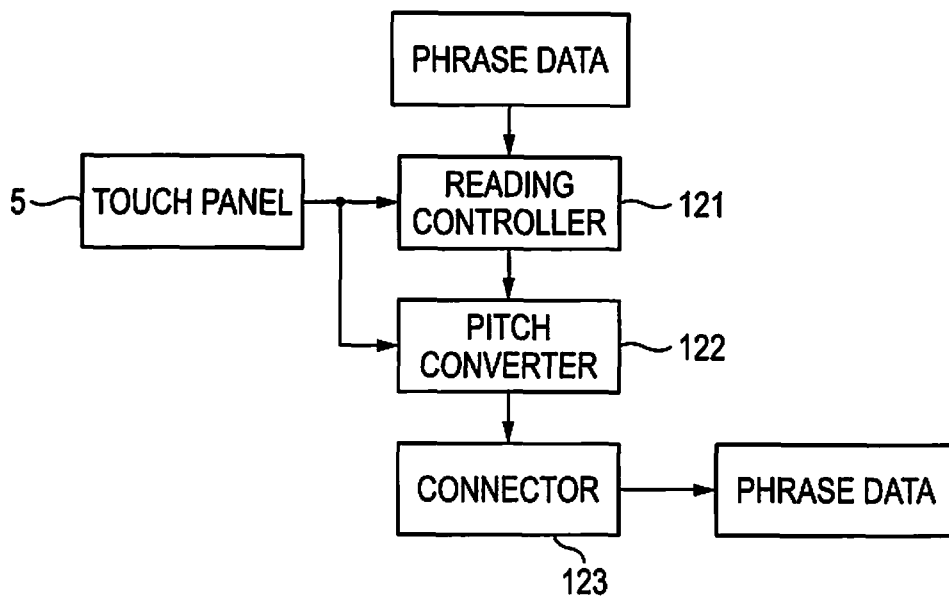 PHRASE DATA
5
TOUCH PANEL
READING
CONTROLLER
121
PITCH
CONVERTER
122
CONNECTOR
PHRASE DATA
123